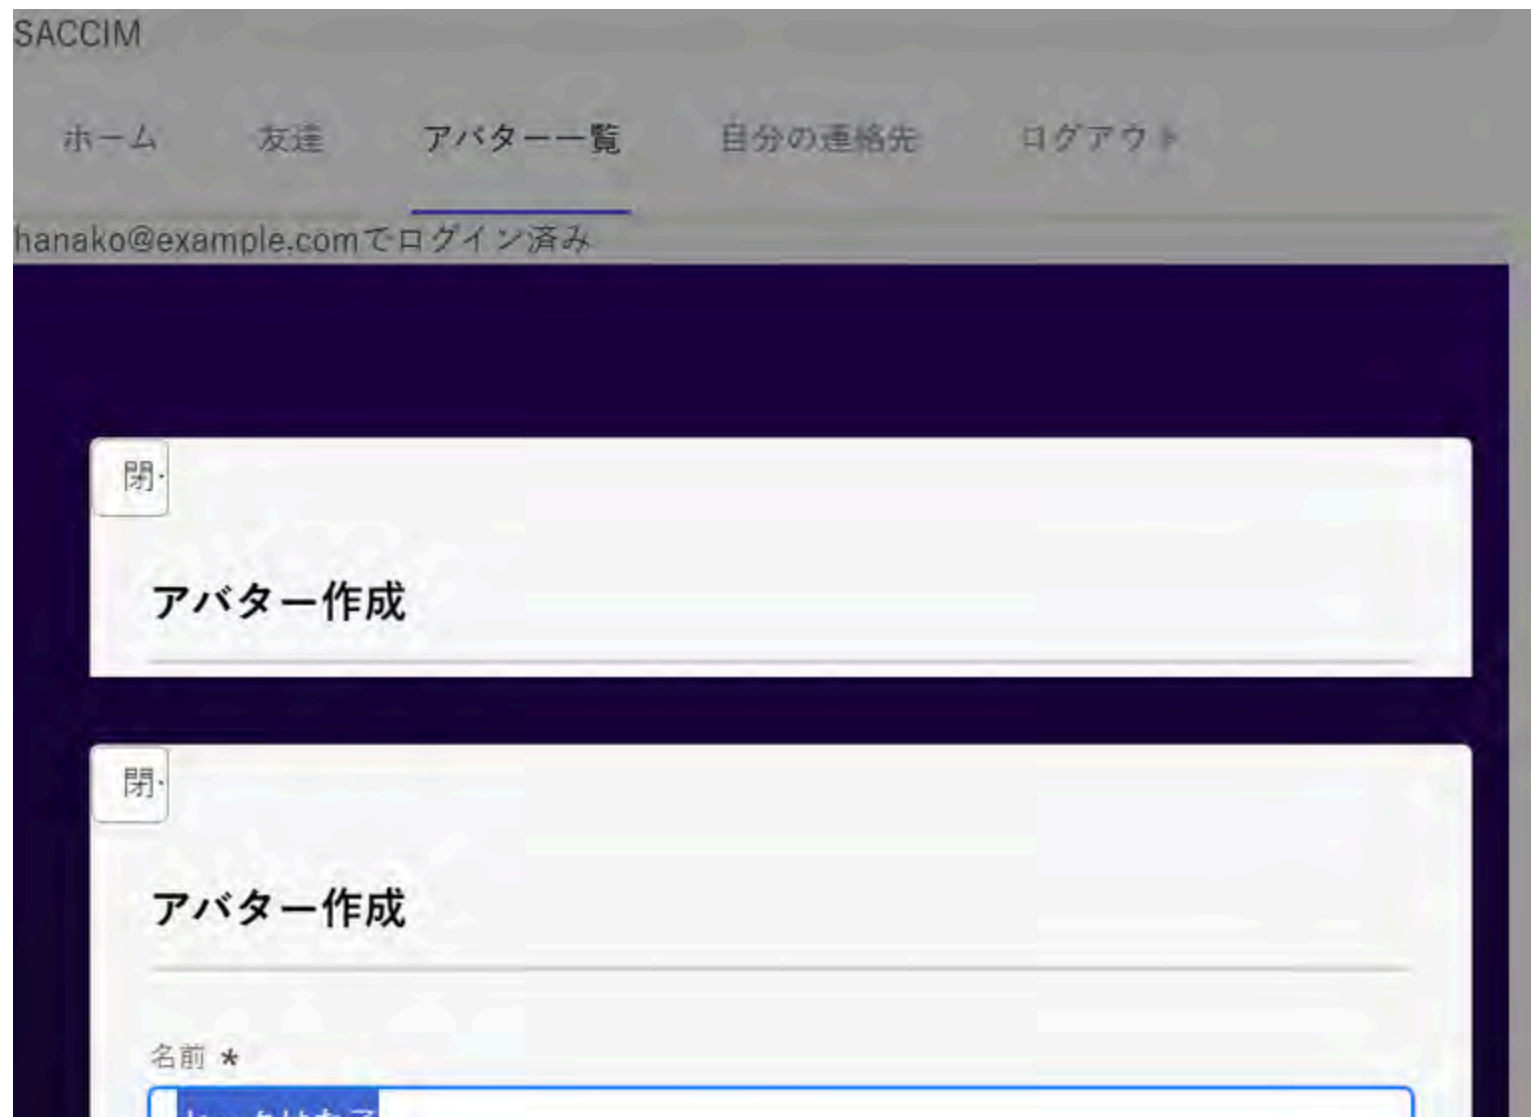 SACCIM
ホーム 友達 アバター一覧 自分の連絡先 ログアウト
hanako@example.comでログイン済み
閉
アバター作成
閉
アバター作成
名前 *